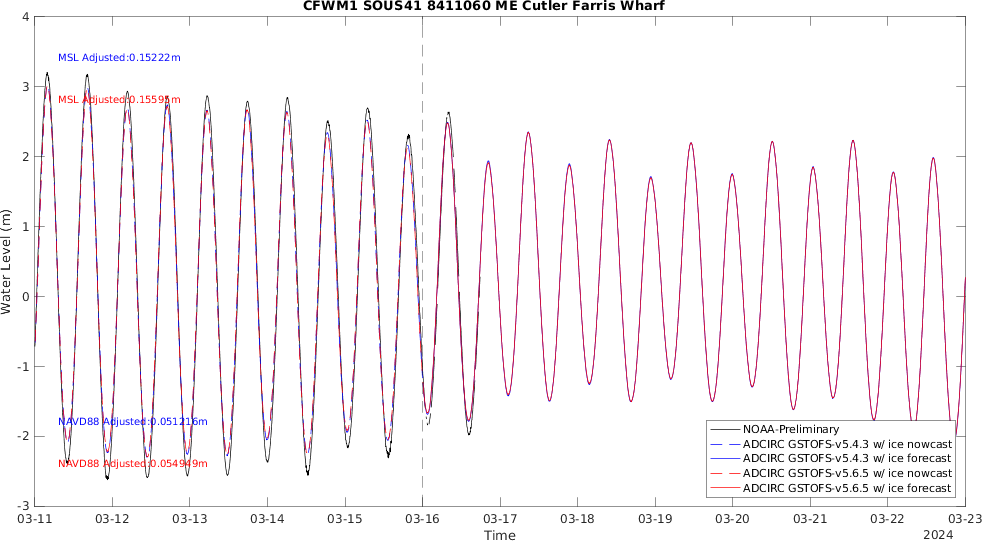 CFWM1 SOUS41 8411060 ME Cutler Farris Wharf
4
3
2
1
0
-1
-2
-3
Water Level (m)
MSL Adjusted:0.15222m
MSL Adjusted:0.15595m
NAVD88 Adjusted:0.051216m
NAVD88 Adjusted:0.054949m
NOAA-Preliminary
ADCIRC GSTOFS-v5.4.3 w/ ice nowcast
ADCIRC GSTOFS-v5.4.3 w/ ice forecast
ADCIRC GSTOFS-v5.6.5 w/ ice nowcast
ADCIRC GSTOFS-v5.6.5 w/ ice forecast
03-11 03-12 03-13 03-14 03-15 03-16 03-17 03-18 03-19 03-20 03-21 03-22 03-23
Time
2024